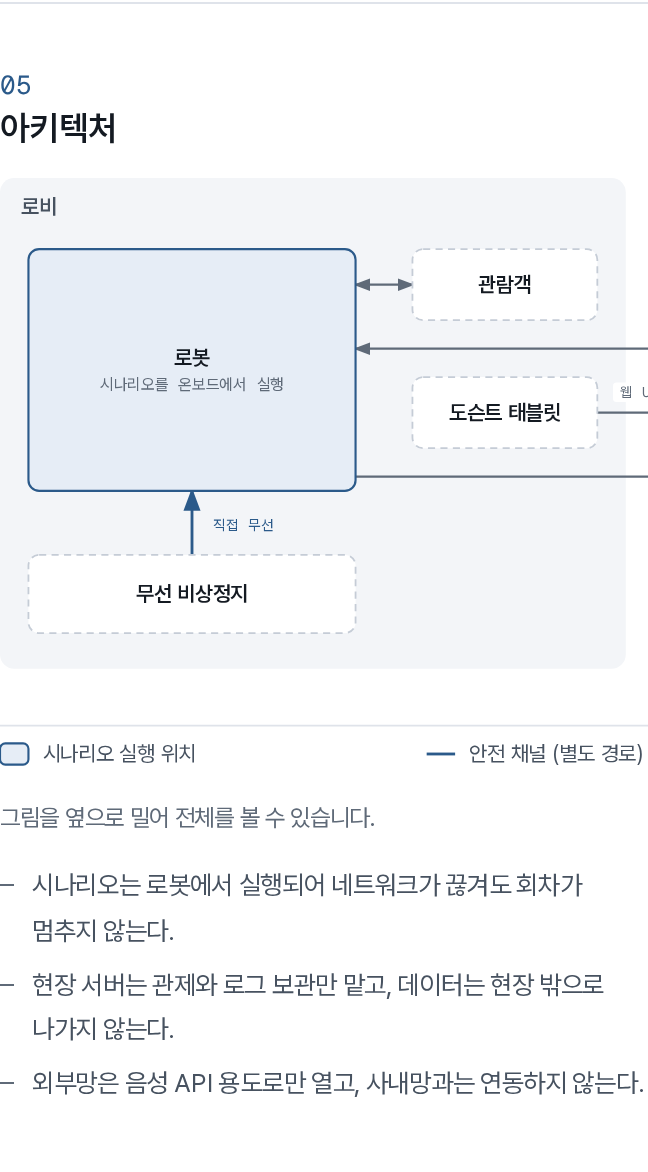 05
아키텍처
로비
로봇
시나리오를 온보드에서 실행
관람객
도슨트 태블릿
웹
직접 무선
무선 비상정지
시나리오 실행 위치
안전 채널 (별도 경로)
그림을 옆으로 밀어 전체를 볼 수 있습니다.
– 시나리오는 로봇에서 실행되어 네트워크가 끊겨도 회차가
멈추지 않는다.
– 현장 서버는 관제와 로그 보관만 맡고, 데이터는 현장 밖으로
나가지 않는다.
– 외부망은 음성 API 용도로만 열고, 사내망과는 연동하지 않는다.